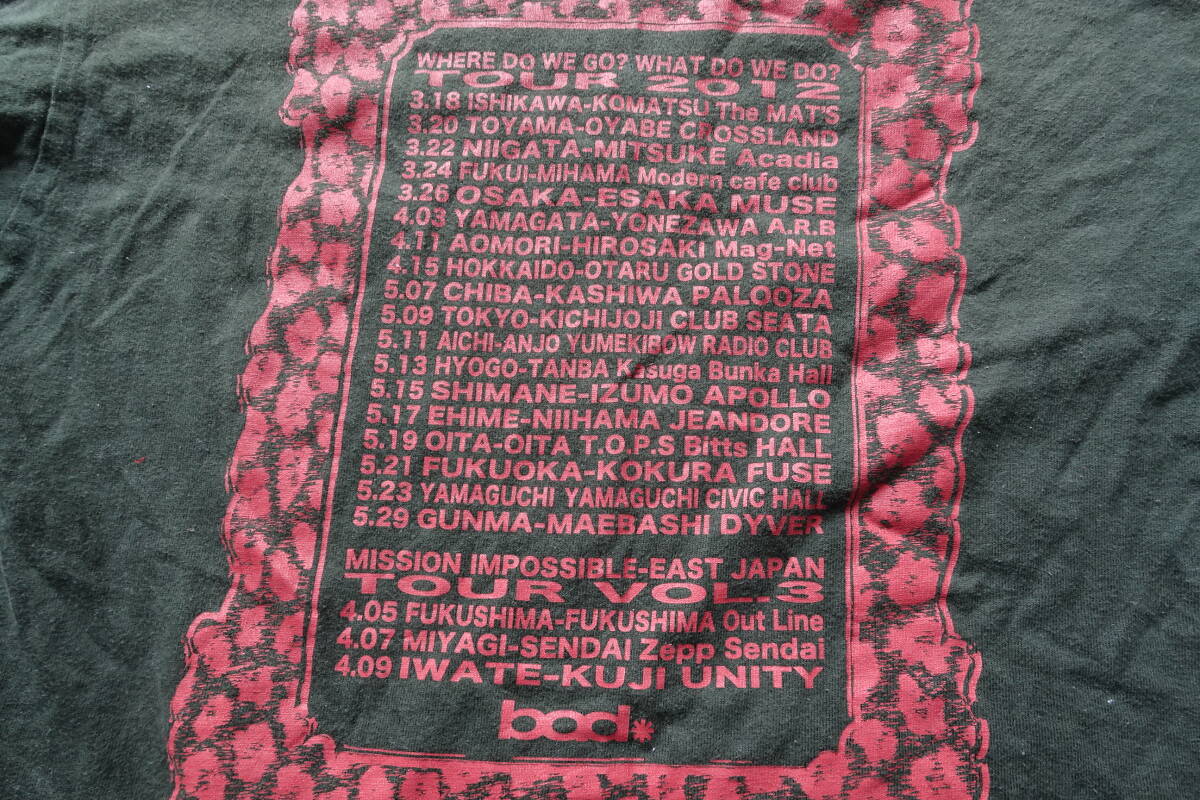 WHERE DO WE GO? WHAT DO WE DO?
TOUR 2012
3.18 ISHIKAWA-KOMATSU The MAT'S
3.20 TOYAMA-OYABE CROSSLAND
3.22 NIIGATA-MITSUKE Acadia
3.24 FUKUI-MIHAMA Modern cafe club
3.26 OSAKA-ESAKA MUSE
4.03 YAMAGATA-YONEZAWA A.R.B
4.11 AOMORI-HIROSAKI Mag-Net
4.15 HOKKAIDO-OTARU GOLD STONE
5.07 CHIBA-KASHIWA PALOOZA
5.09 TOKYO-KICHIJOJI CLUB SEATA
5.11 AICHI-ANJO YUMEKIBOW RADIO CLUB
5.13 HYOGO-TANBA Kasuga Bunka Hall
5.15 SHIMANE-IZUMO APOLLO
5.17 EHIME-NIIHAMA JEANDORE
5.19 OITA-OITA T.O.P.S Bitts HALL
5.21 FUKUOKA-KOKURA FUSE
5.23 YAMAGUCHI YAMAGUCHI CIVIC HALL
5.29 GUNMA-MAEBASHI DYVER
MISSION IMPOSSIBLE-EAST JAPAN
TOUR VOL.3
4.05 FUKUSHIMA-FUKUSHIMA Out Line
4.07 MIYAGI-SENDAI Zepp Sendai
4.09 IWATE-KUJI UNITY
bad*